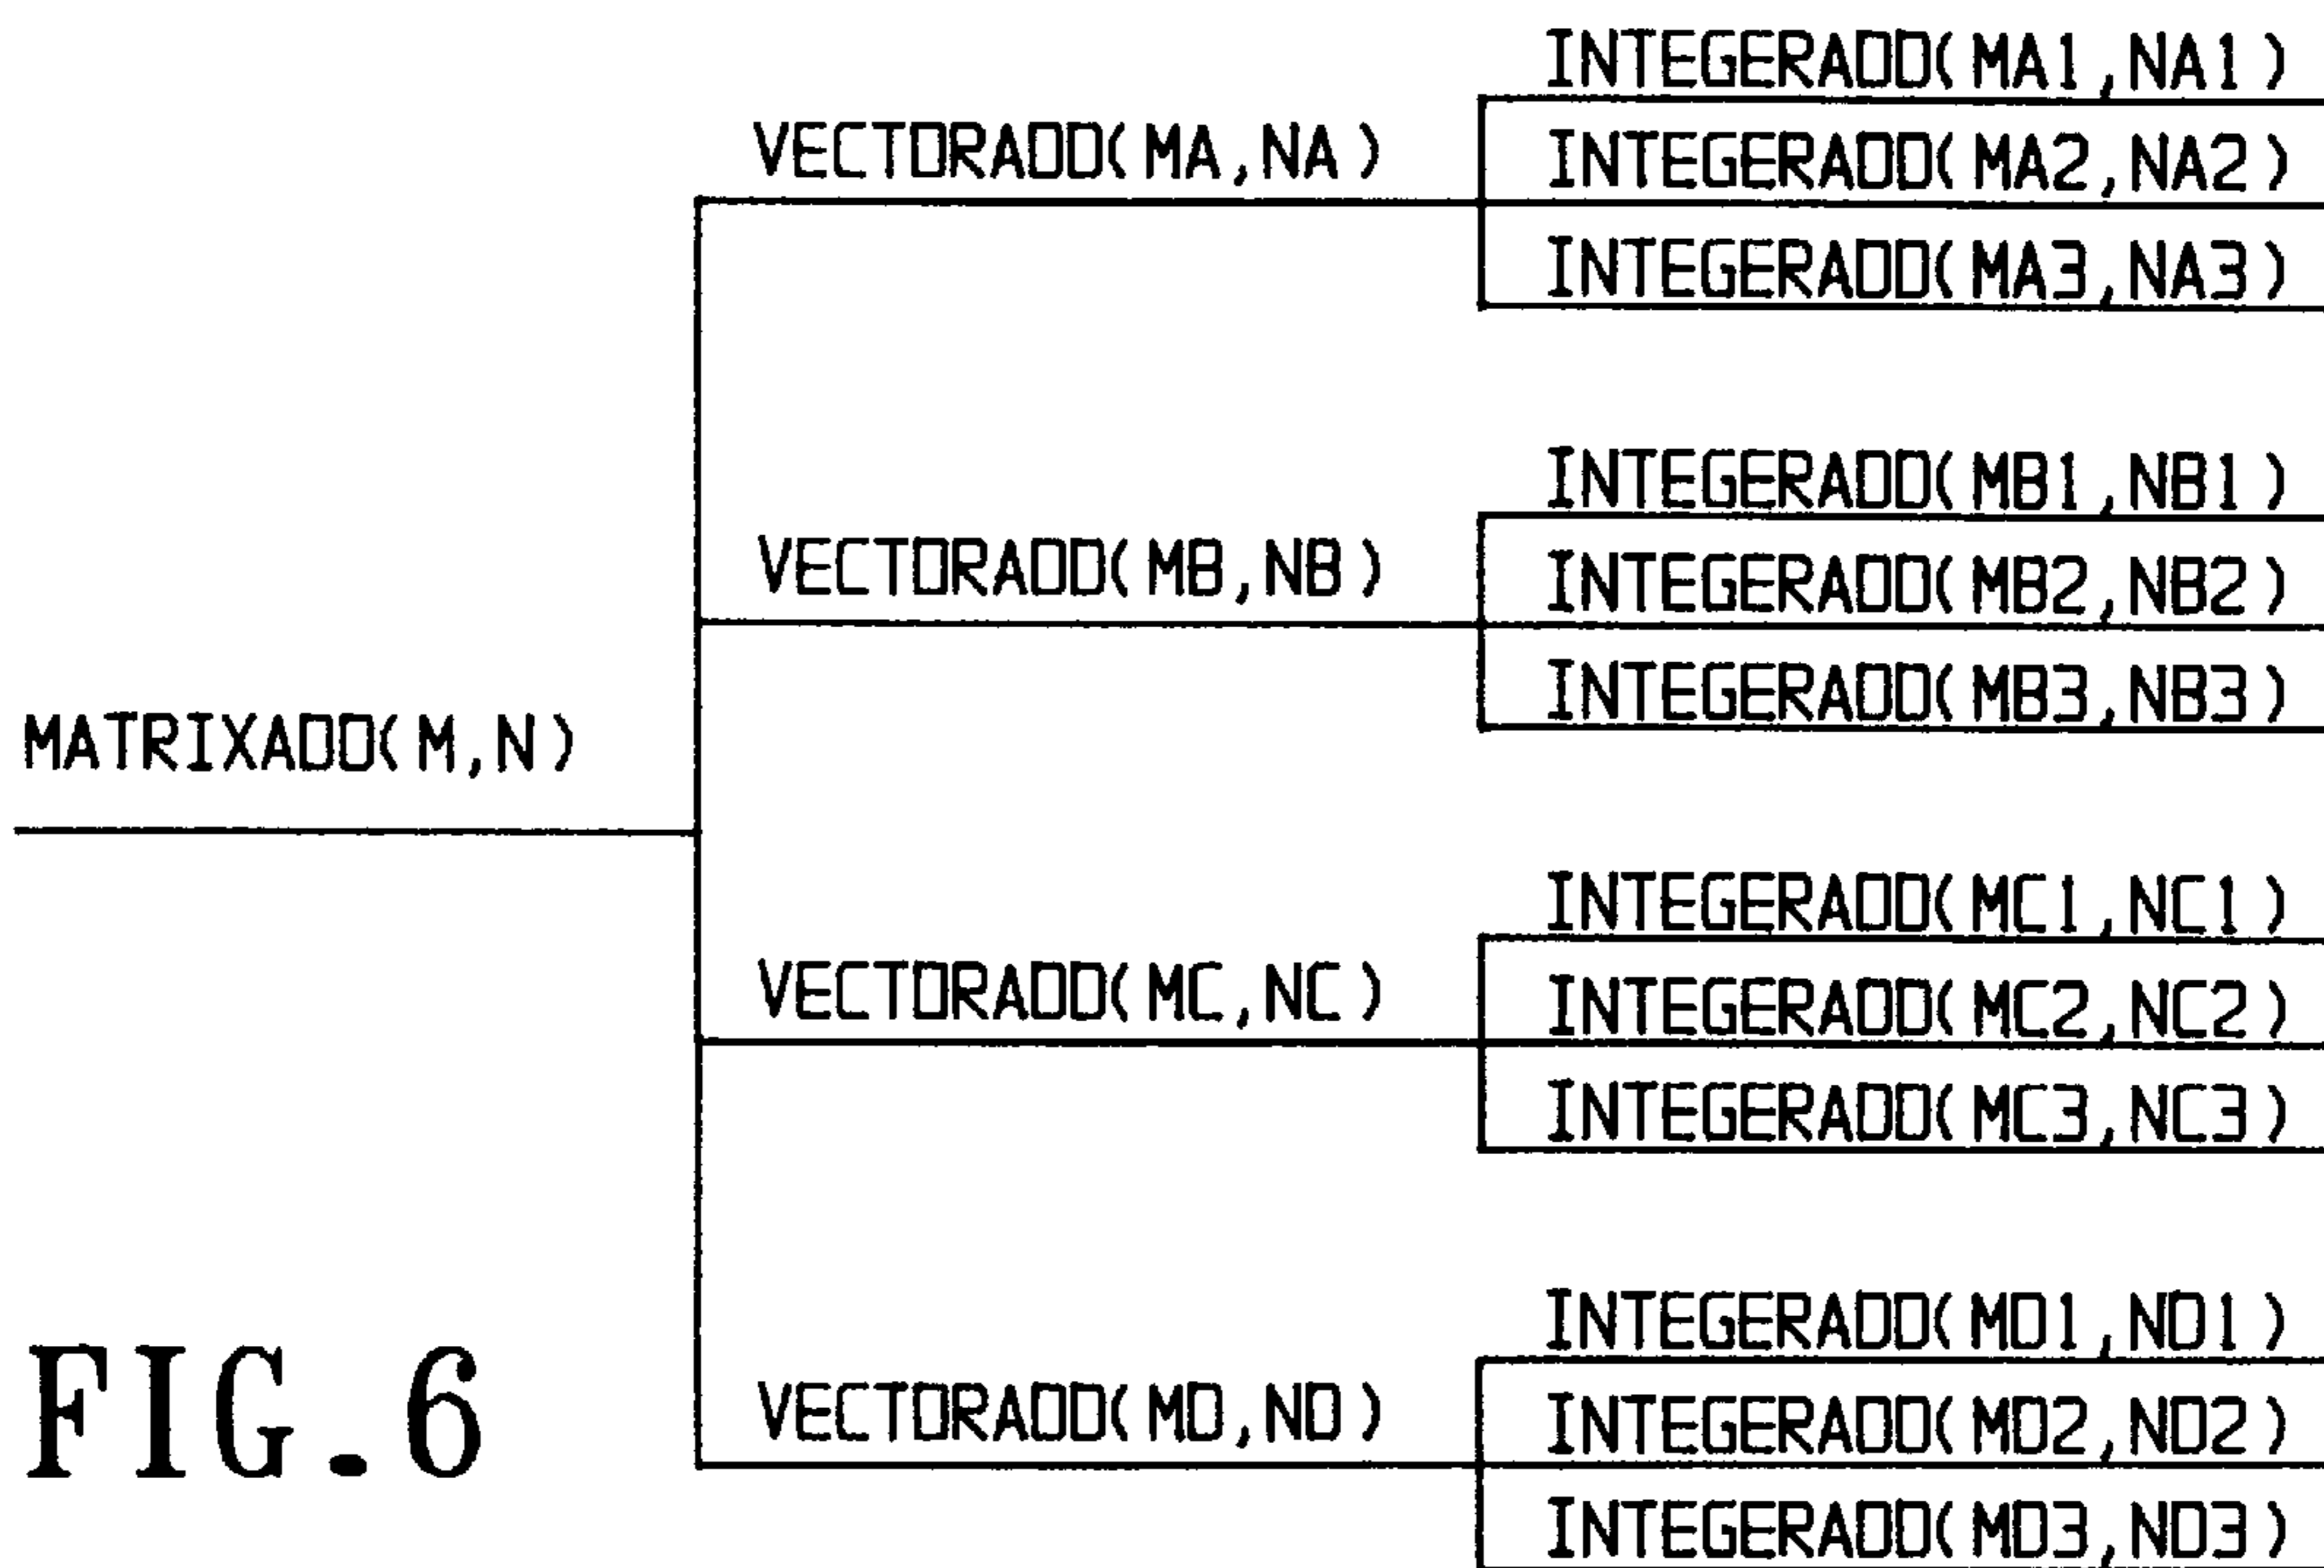 INTEGERADD(MA1,NA1)
VECTORADD(MA,NA)
INTEGERADD(MA2,NA2)
INTEGERADD(MA3,NA3)
INTEGERADD(MB1,NB1)
VECTORADD(MB,NB)
INTEGERADD(MB2,NB2)
INTEGERADD(MB3,NB3)
MATRIXADD(M,N)
INTEGERADD(MC1,NC1)
VECTORADD(MC,NC)
INTEGERADD(MC2,NC2)
INTEGERADD(MC3,NC3)
INTEGERADD(MD1,ND1)
VECTORADD(MD,ND)
INTEGERADD(MD2,ND2)
INTEGERADD(MD3,ND3)
FIG.6